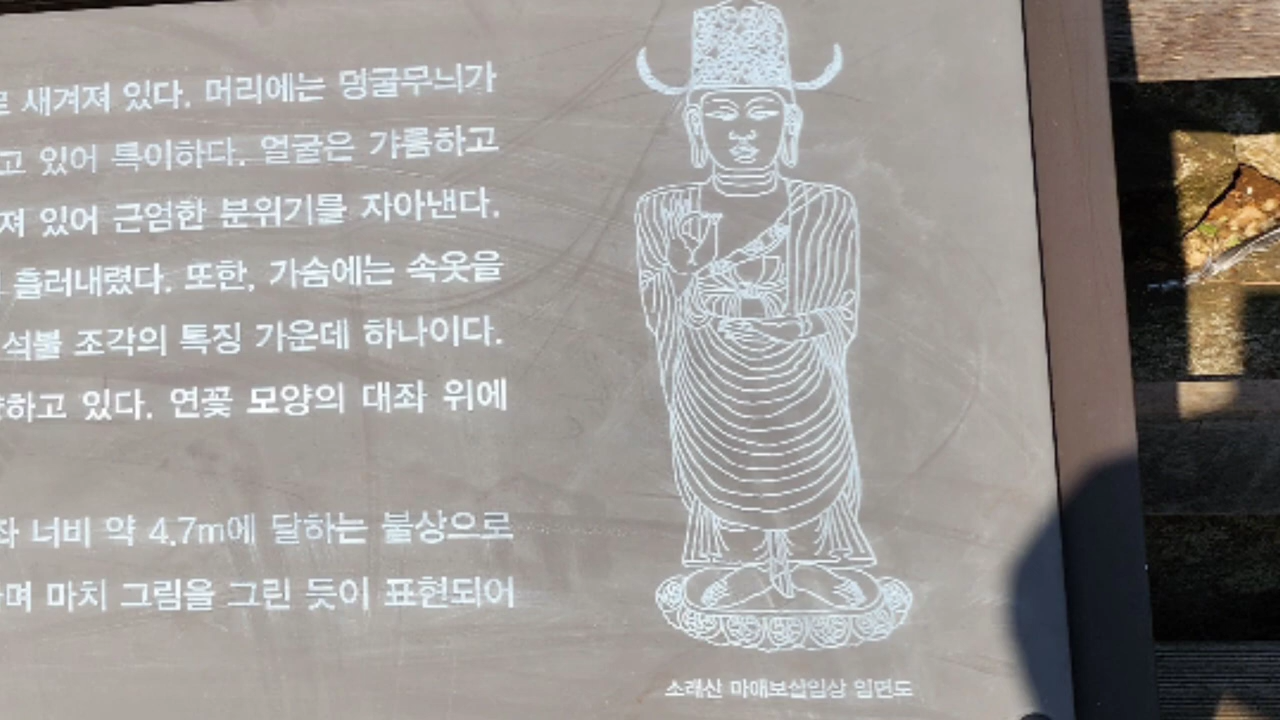 새겨져 있다. 머리에는 덩굴무늬가
고 있어 특이하다. 얼굴은 갸름하고
져 있어 근엄한 분위기를 자아낸다.
흘러내렸다. 또한, 가슴에는 속옷을
석불 조각의 특징 가운데 하나이다.
하고 있다. 연꽃 모양의 대좌 위에
좌 너비 약 4.7m에 달하는 불상으로
며 마치 그림을 그린 듯이 표현되어
소래산 마애보살입상 입면도